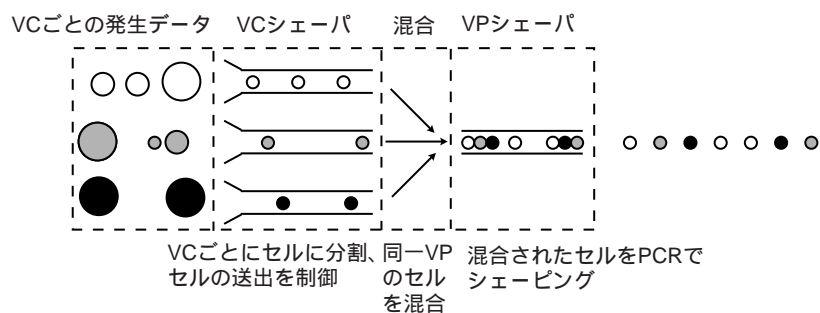 VCごとの発生データ
VCシェーパ
混合
VPシェーパ
VCごとにセルに分割、
セルの送出を制御
同一VP
のセル
を混合
混合されたセルをPCRで
シェーピング